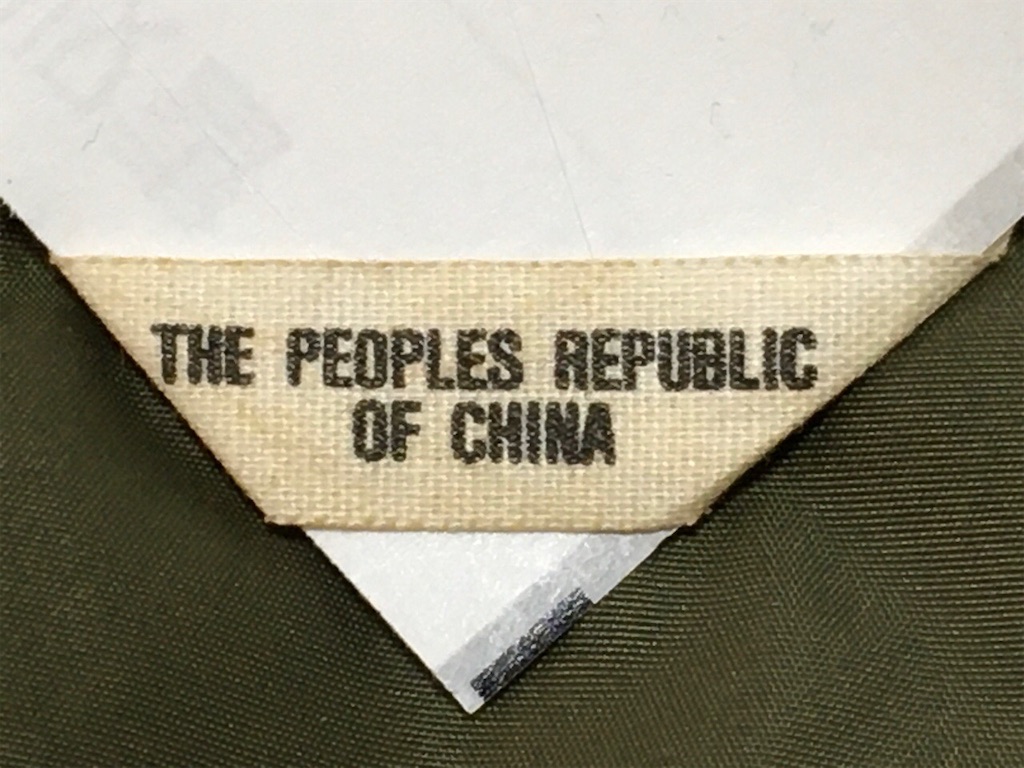 THE PEOPLES REPUBLIC
OF CHINA